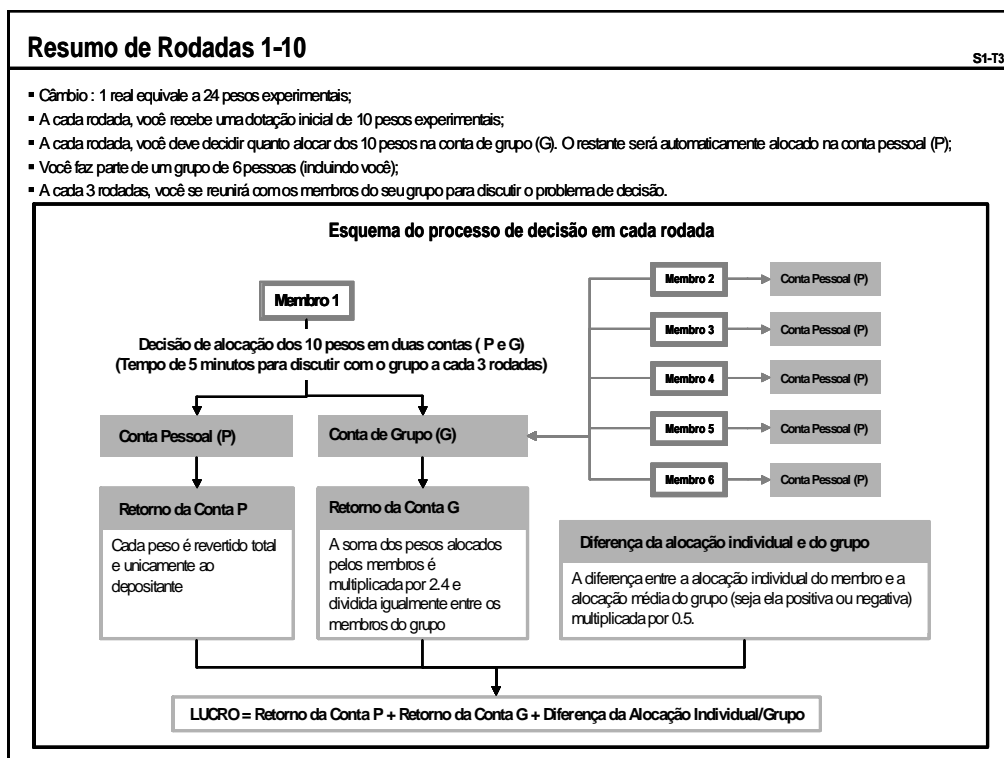 Resumo de Rodadas 1-10
S1-T3
▪ Câmbio : 1 real equivale a 24 pesos experimentais;
▪ A cada rodada, você recebe uma dotação inicial de 10 pesos experimentais;
▪ A cada rodada, você deve decidir quanto alocar dos 10 pesos na conta de grupo (G). O restante será automaticamente alocado na conta pessoal (P);
▪ Você faz parte de um grupo de 6 pessoas (incluindo você);
▪ A cada 3 rodadas, você se reunirá com os membros do seu grupo para discutir o problema de decisão.
Esquema do processo de decisão em cada rodada
Membro 1
Decisão de alocação dos 10 pesos em duas contas ( P e G)
(Tempo de 5 minutos para discutir com o grupo a cada 3 rodadas)
Membro 2
Conta Pessoal (P)
Membro 3
Conta Pessoal (P)
Membro 4
Conta Pessoal (P)
Membro 5
Conta Pessoal (P)
Membro 6
Conta Pessoal (P)
Conta Pessoal (P)
Conta de Grupo (G)
Retorno da Conta P
Cada peso é revertido total
e unicamente ao
depositante
Retorno da Conta G
A soma dos pesos alocados
pelos membros é
multiplicada por 2.4 e
dividida igualmente entre os
membros do grupo
Diferença da alocação individual e do grupo
A diferença entre a alocação individual do membro e a
alocação média do grupo (seja ela positiva ou negativa)
multiplicada por 0.5.
LUCRO = Retorno da Conta P + Retorno da Conta G + Diferença da Alocação Individual/Grupo